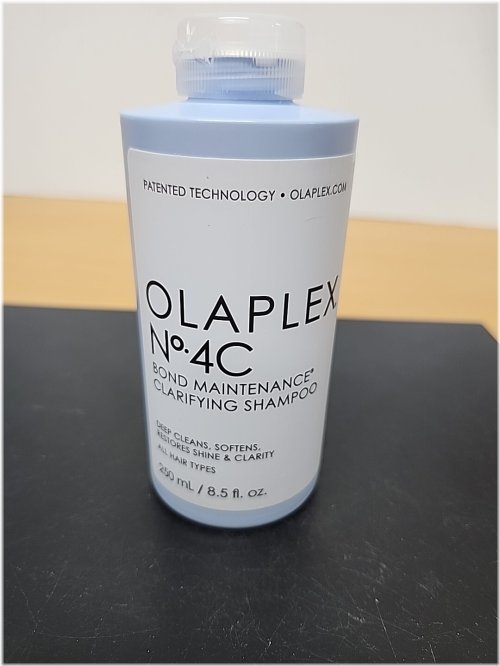 PATENTED TECHNOLOGY • OLAPLEX.COM
OLAPLEX.
Nº.4C
BOND MAINTENANCE®
CLARIFYING SHAMPOO
DEEP CLEANS, SOFTENS,
RESTORES SHINE & CLARITY
ALL HAIR TYPES
250 mL / 8.5 fl. oz.